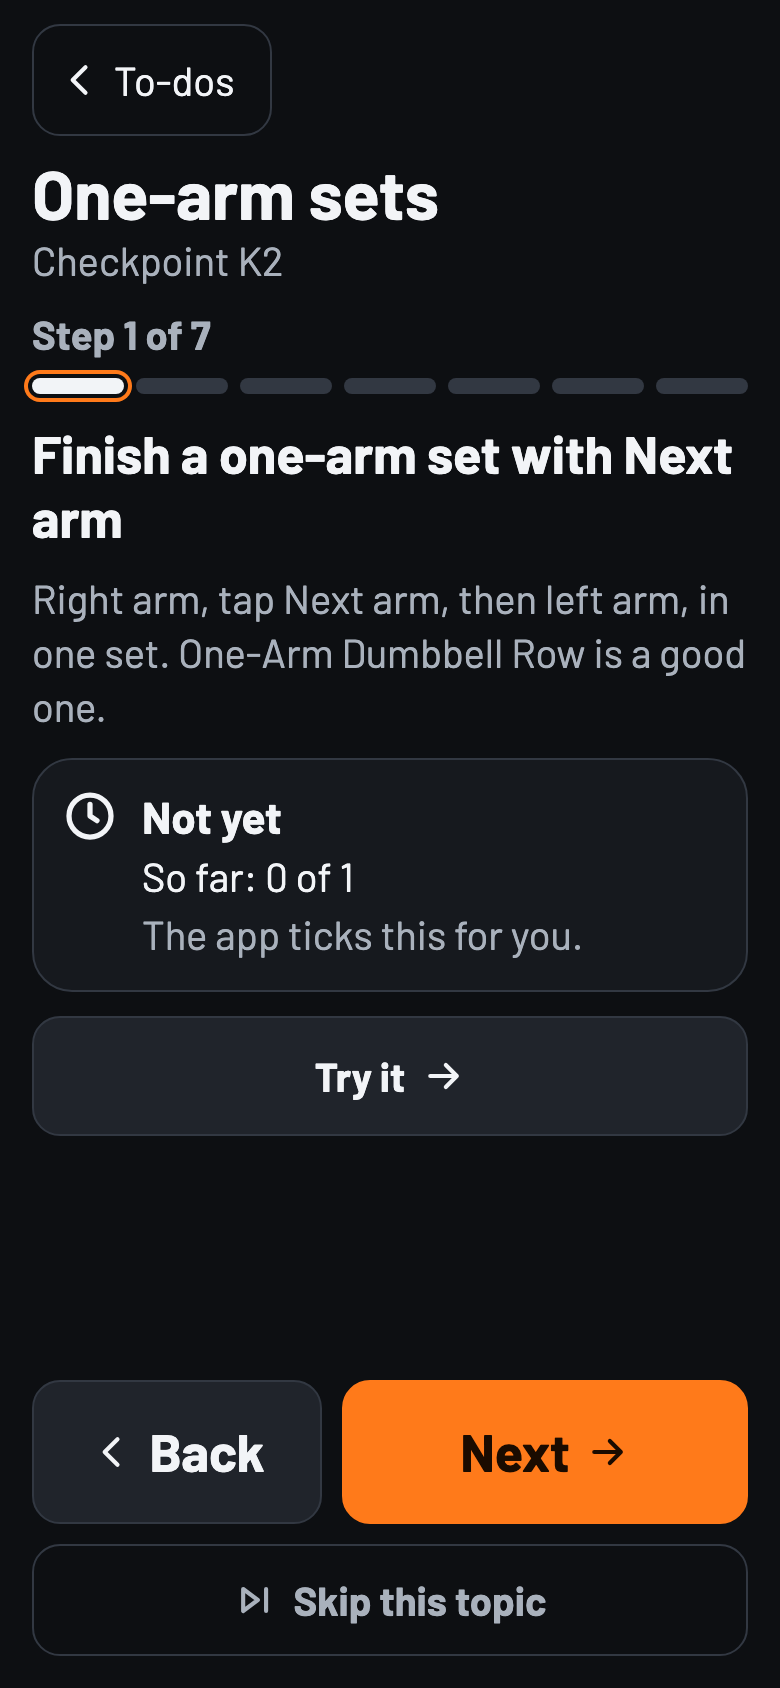 To-dos
One-arm sets
Checkpoint K2
Step 1 of 7
Finish a one-arm set with Next
arm
Right arm, tap Next arm, then left arm, in
one set. One-Arm Dumbbell Row is a good
one.
Not yet
So far: 0 of 1
The app ticks this for you.
Try it
Back
Next
Skip this topic